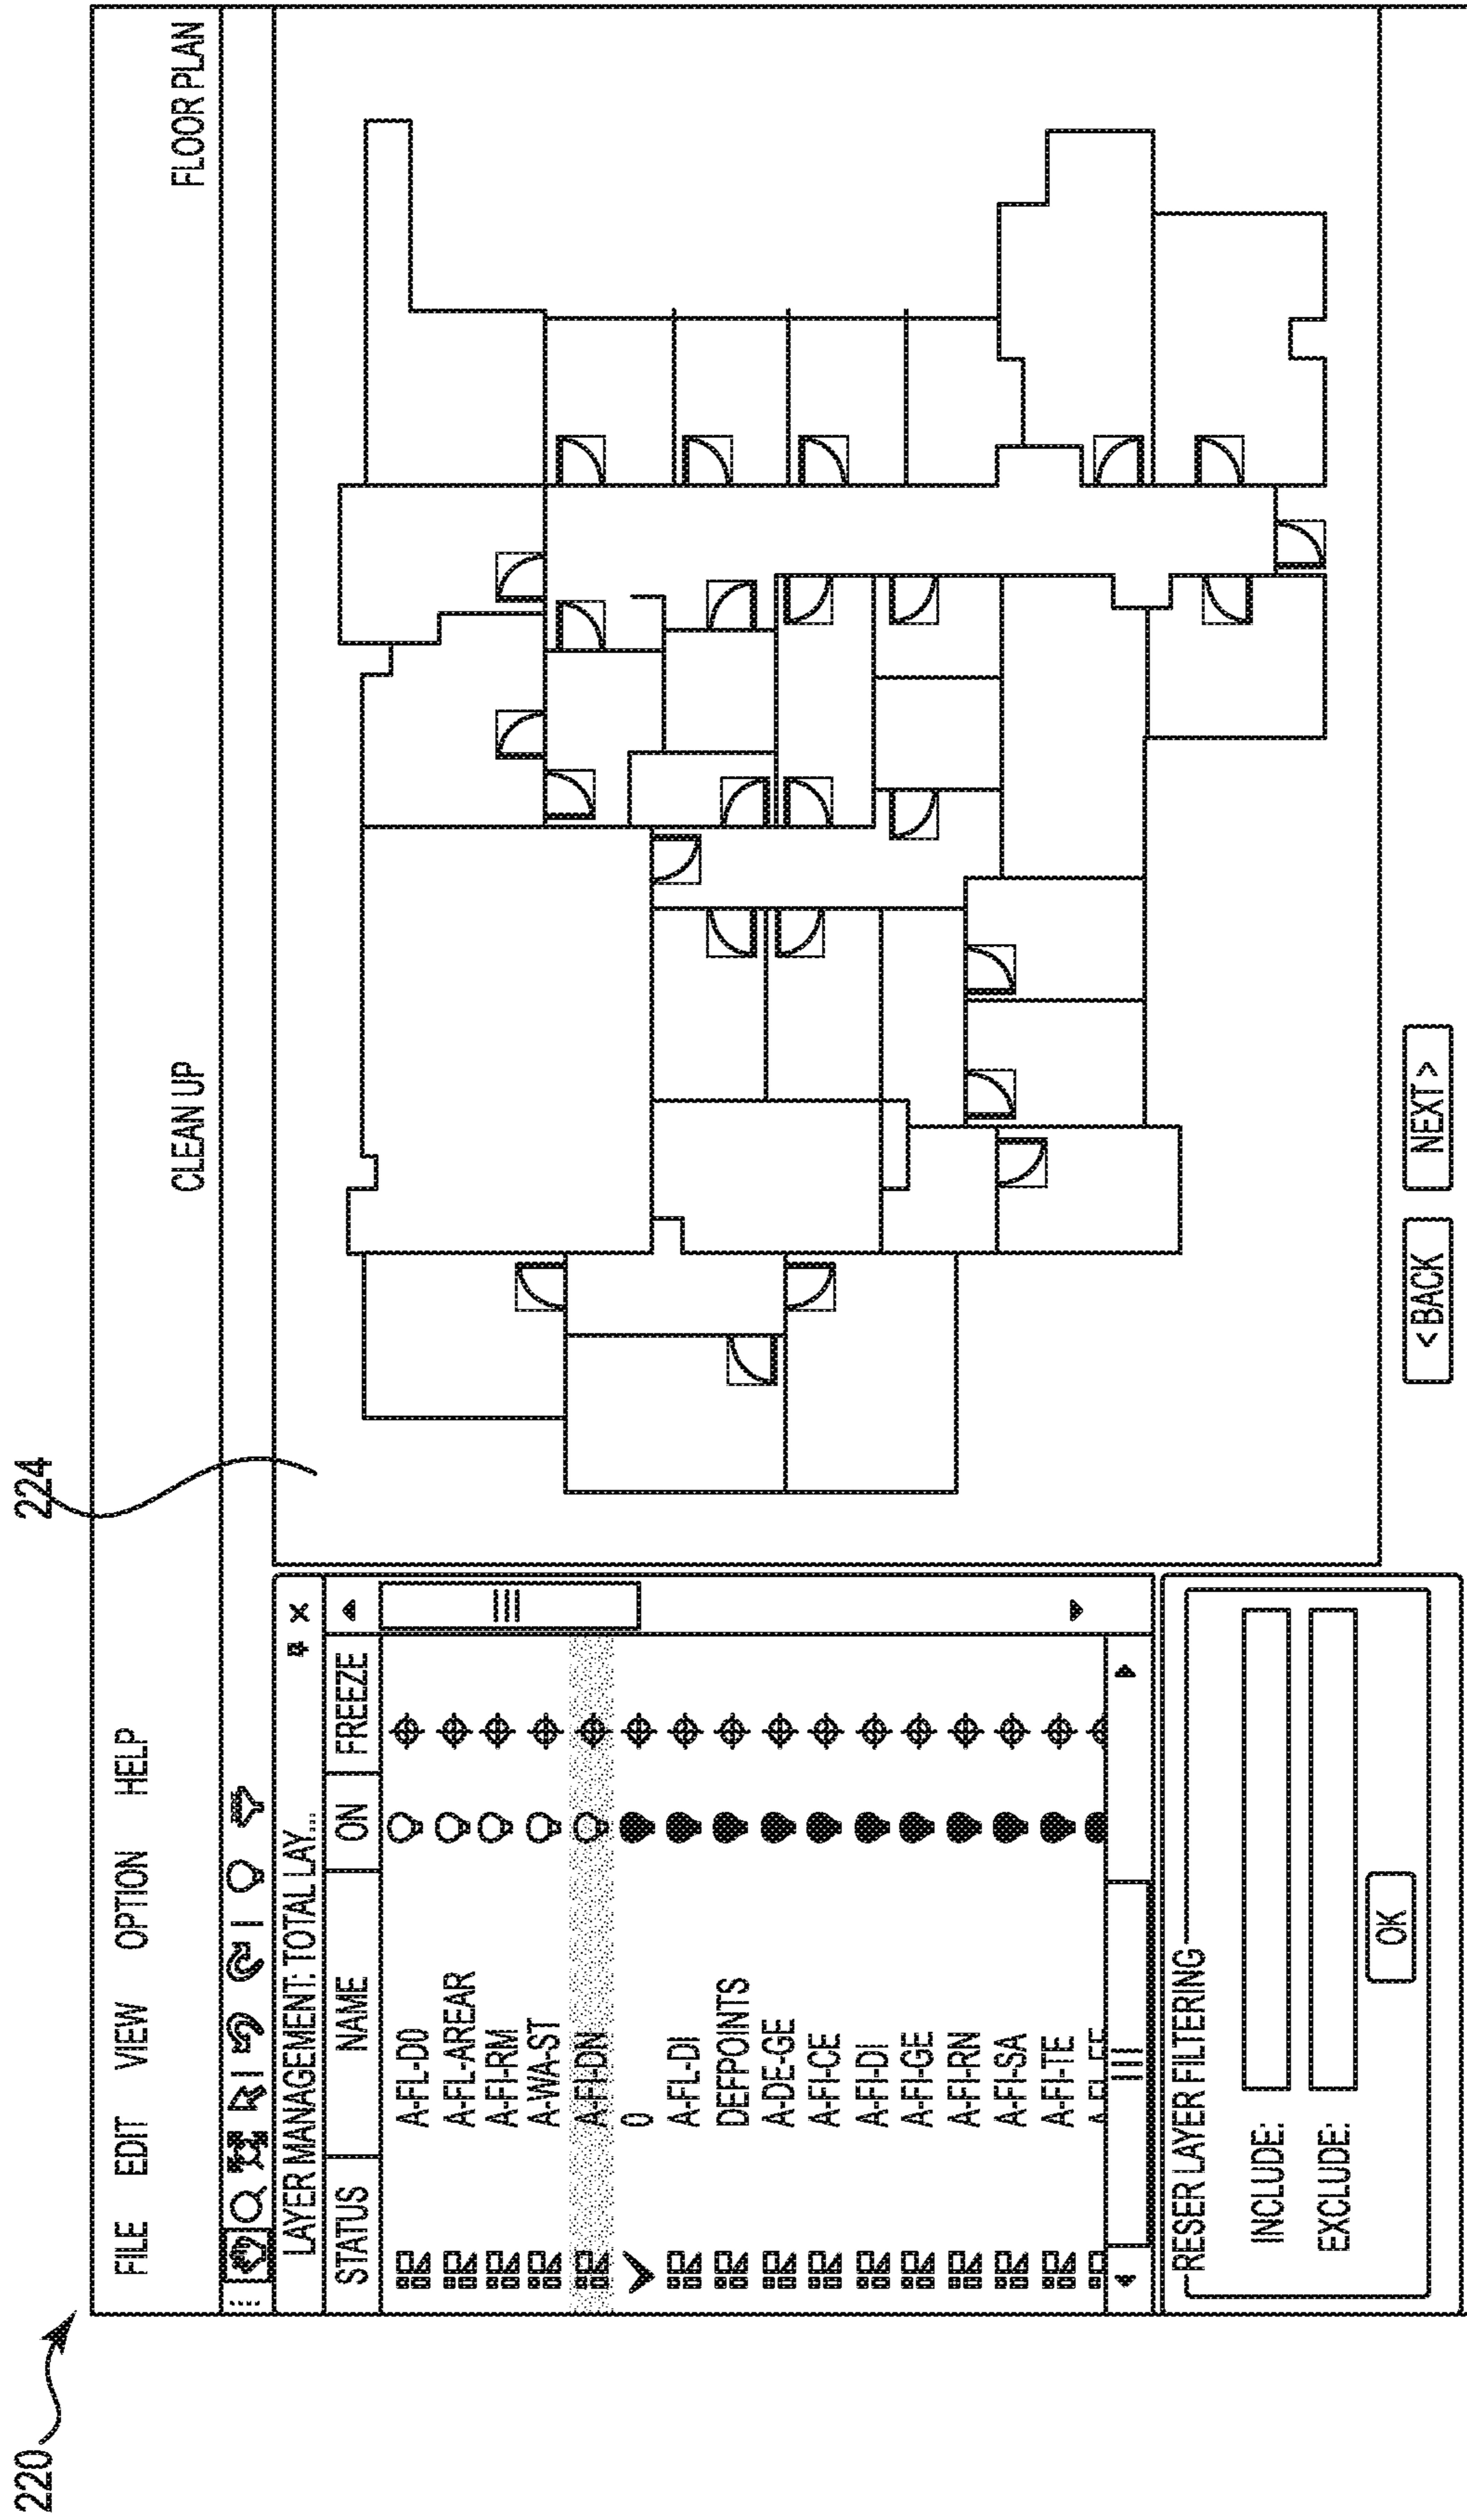 220
224
FILE EDIT VIEW OPTION HELP
CLEAN UP FLOOR PLAN
LAYER MANAGEMENT: TOTAL LAY... X
STATUS NAME ON FREEZE
A-FL-D0
A-FL-AREAR
A-FI-RM
A-WA-ST
A-FI-DN
0
A-FL-DI
DEFPOINTS
A-DE-GE
A-FI-CE
A-FI-DI
A-FI-GE
A-FI-RN
A-FI-SA
A-FI-TE
RESER LAYER FILTERING
INCLUDE:
EXCLUDE:
OK
< BACK NEXT >